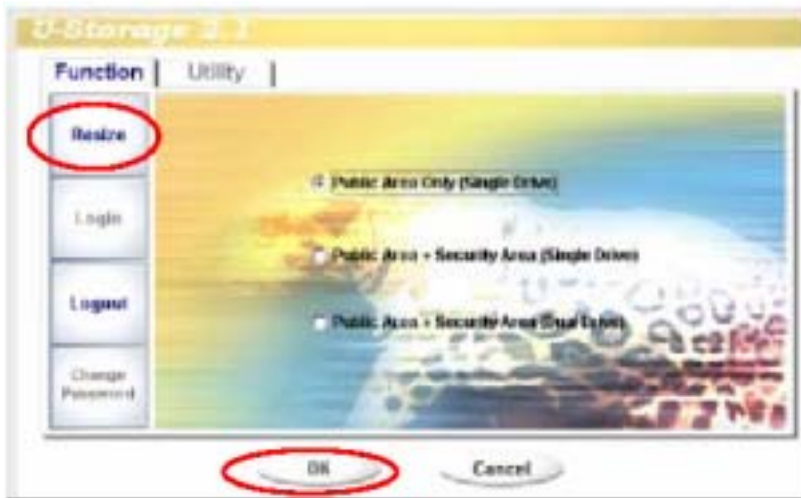 U-Storage 2.1
Function | Utility |
Resize
Login
Logout
Change
Password
Public Area Only (Single Drive)
Public Area + Security Area (Single Drive)
Public Area + Security Area (Dual Drive)
OK
Cancel